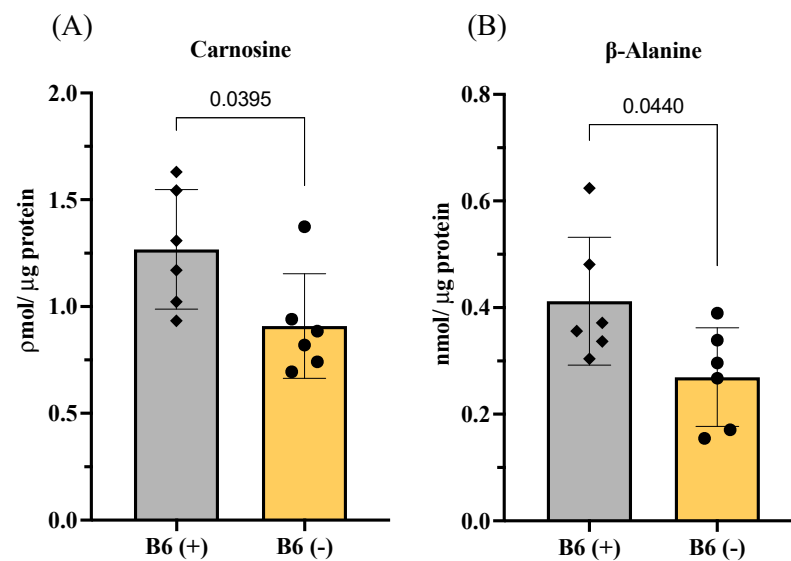 (A)
Carnosine
0.0395
2.0
1.5
1.0
0.5
0.0
ρmol/ μg protein
B6 (+) B6 (-)
(B)
β-Alanine
0.0440
0.8
0.6
0.4
0.2
0.0
nmol/ μg protein
B6 (+) B6 (-)